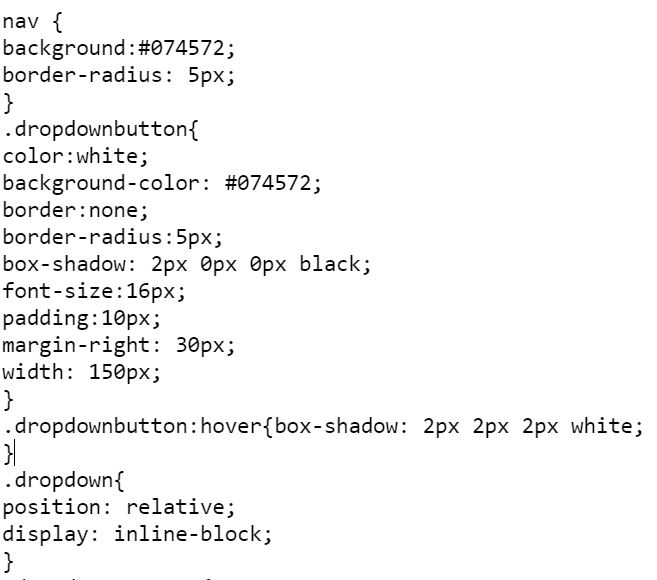 nav {
background:#074572;
border-radius: 5px;
}
.dropdownbutton{
color:white;
background-color: #074572;
border:none;
border-radius:5px;
box-shadow: 2px 0px 0px black;
font-size:16px;
padding:10px;
margin-right: 30px;
width: 150px;
}
.dropdownbutton:hover{box-shadow: 2px 2px 2px white;
}
.dropdown{
position: relative;
display: inline-block;
}